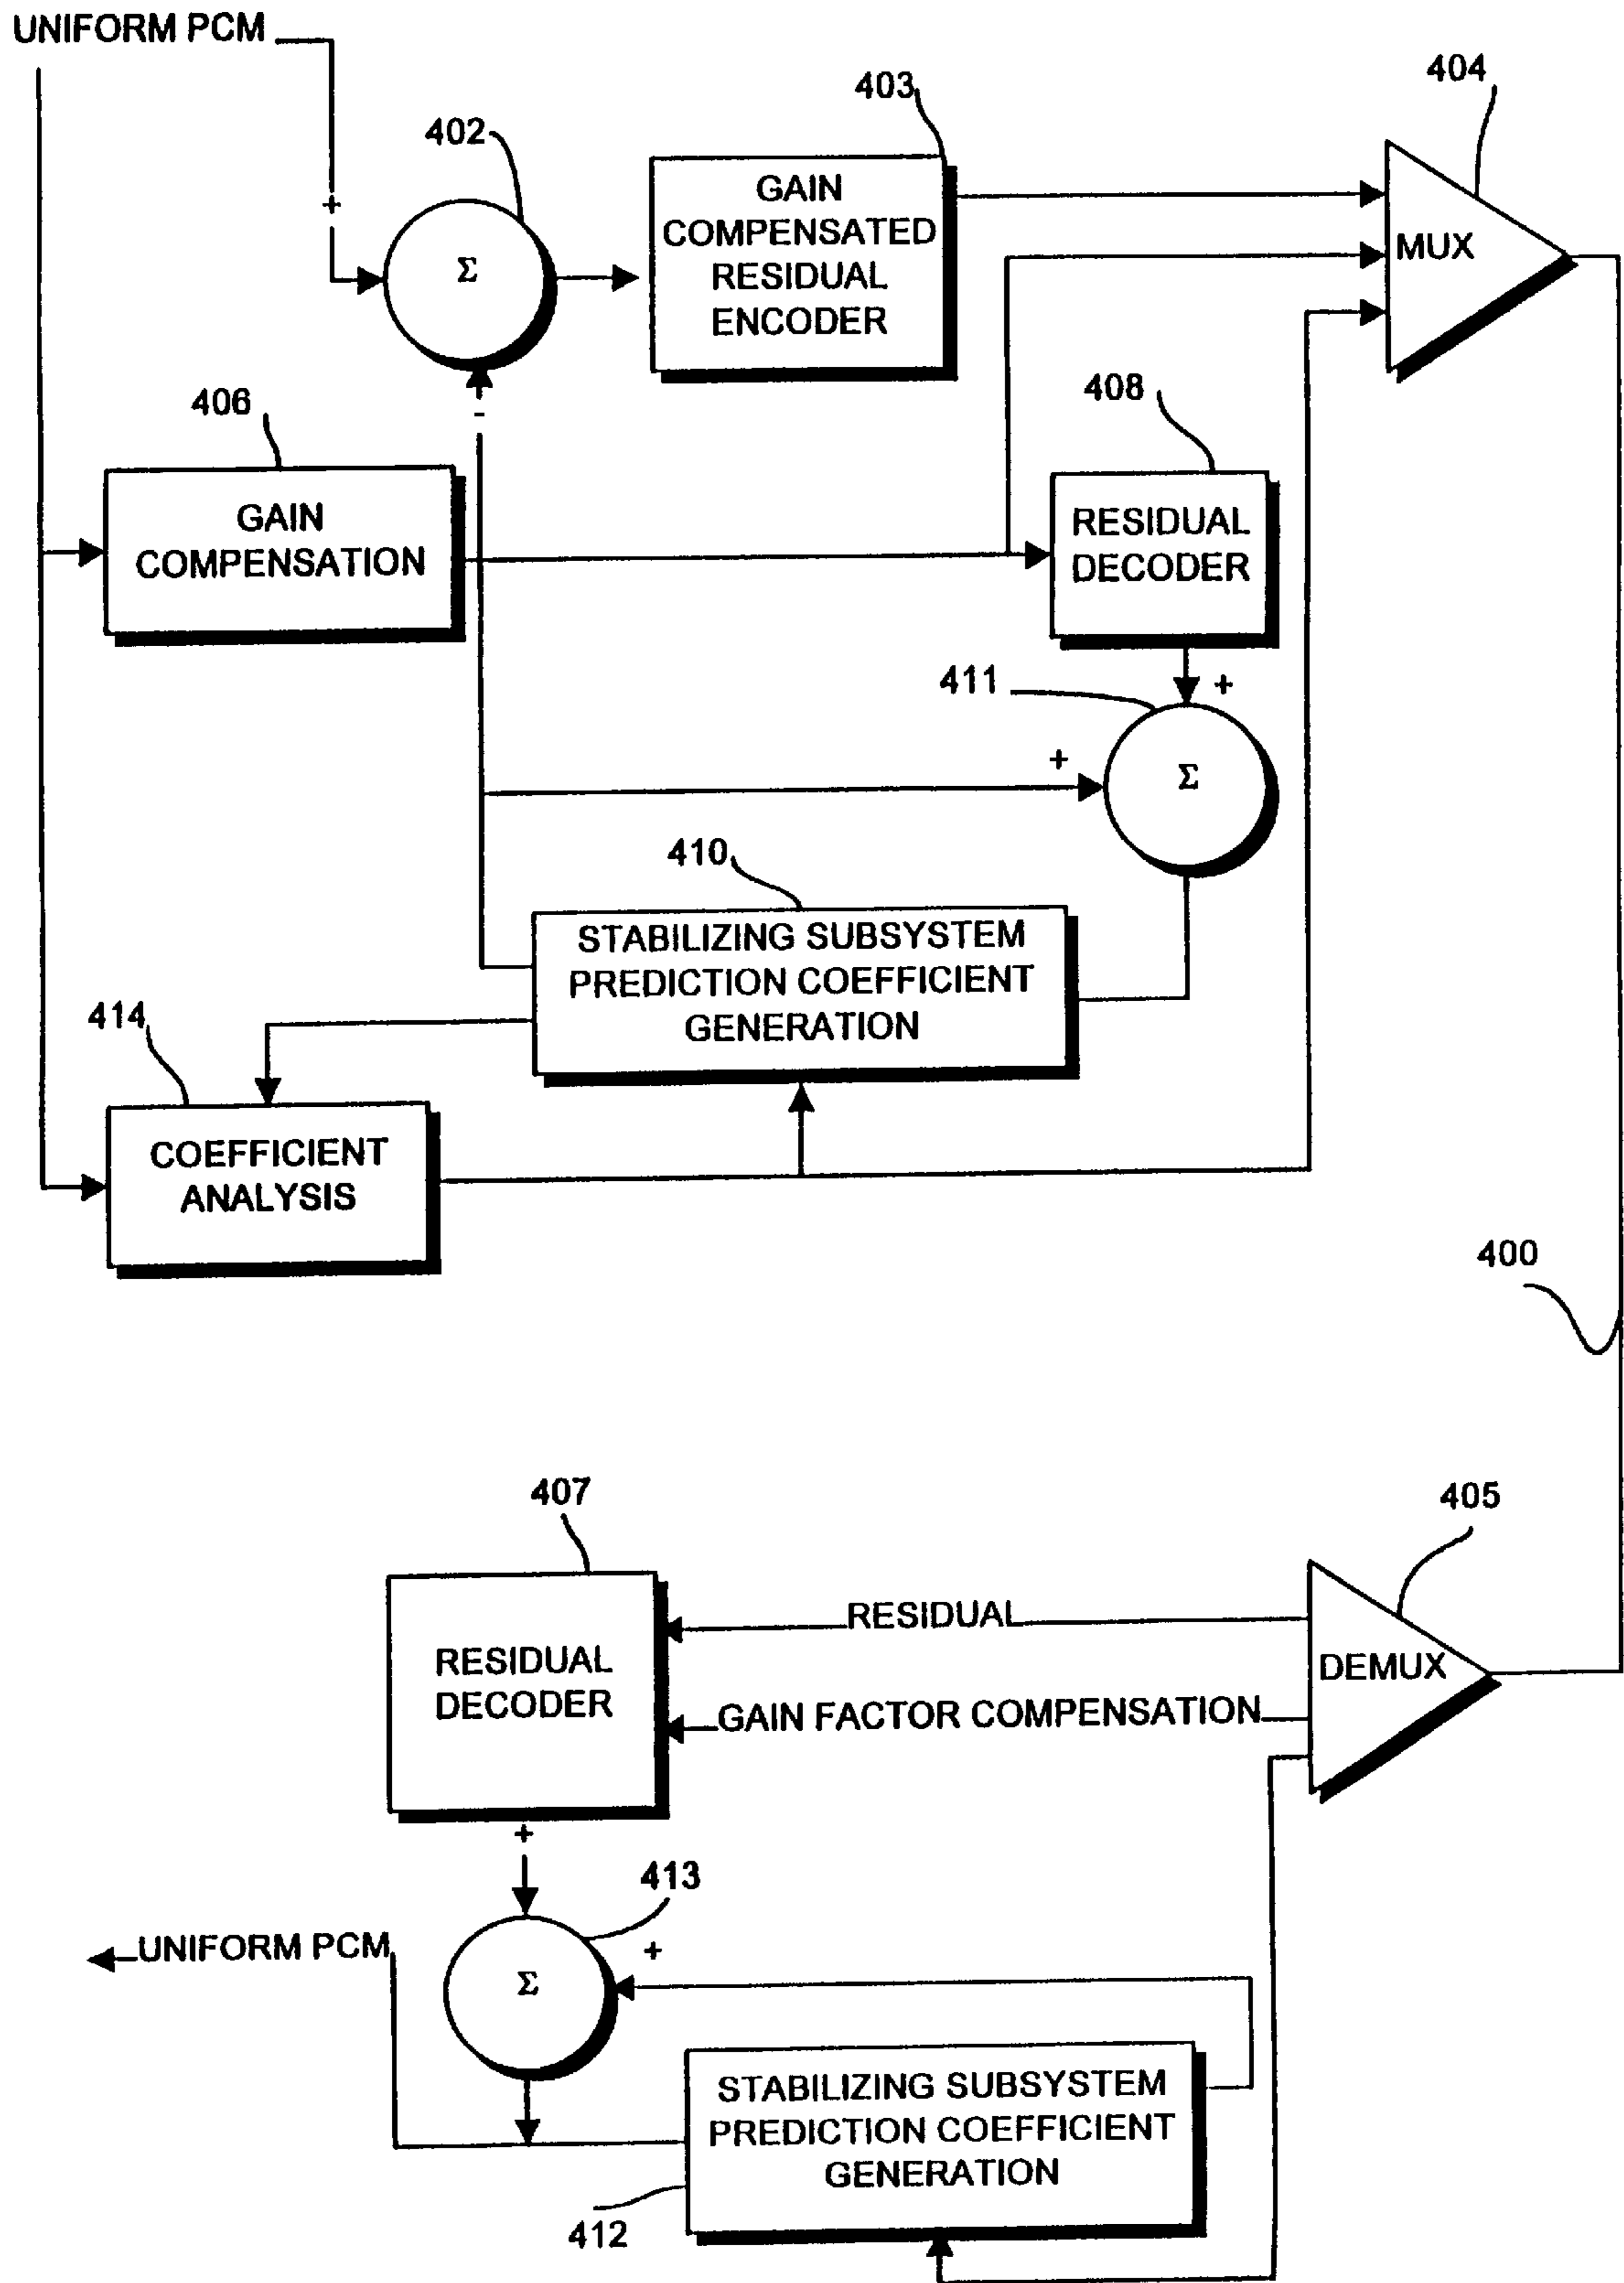 UNIFORM PCM
+
402
Σ
403
GAIN
COMPENSATED
RESIDUAL
ENCODER
404
MUX
-
406
GAIN
COMPENSATION
408
RESIDUAL
DECODER
411
+
+
Σ
410
STABILIZING SUBSYSTEM
PREDICTION COEFFICIENT
GENERATION
414
COEFFICIENT
ANALYSIS
400
407
RESIDUAL
DECODER
405
DEMUX
RESIDUAL
GAIN FACTOR COMPENSATION
+
413
+
Σ
UNIFORM PCM
STABILIZING SUBSYSTEM
PREDICTION COEFFICIENT
GENERATION
412